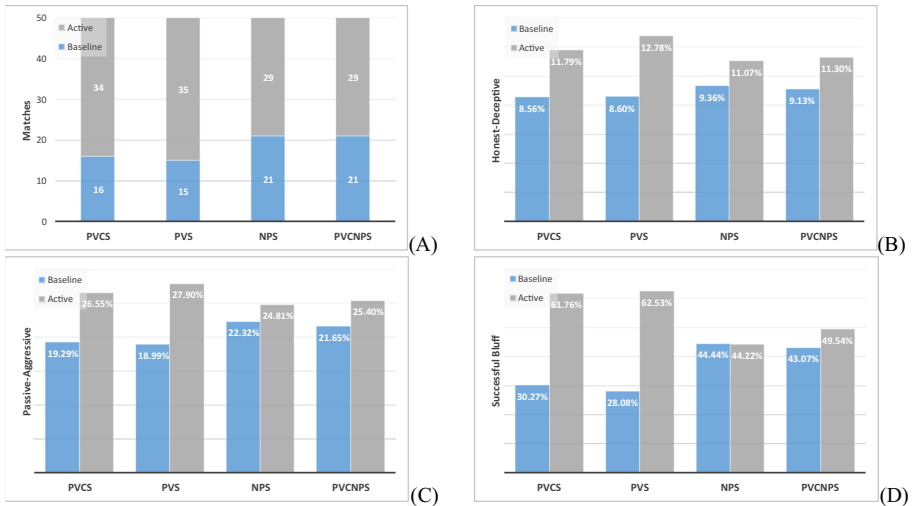 50
40
30
20
10
0
Matches
Active
Baseline
34
35
29
29
16
15
21
21
PVCS PVS NPS PVCNPS
(A)
Honest-Deceptive
Baseline
Active
8.56% 11.79% 8.60% 12.78% 9.36% 11.07% 9.13% 11.30%
PVCS PVS NPS PVCNPS
(B)
Passive-Aggressive
Baseline
Active
19.29% 26.55% 18.99% 27.90% 22.32% 24.81% 21.65% 25.40%
PVCS PVS NPS PVCNPS
(C)
Successful Bluff
Baseline
Active
30.27% 61.76% 28.08% 62.53% 44.44% 44.22% 43.07% 49.54%
PVCS PVS NPS PVCNPS
(D)